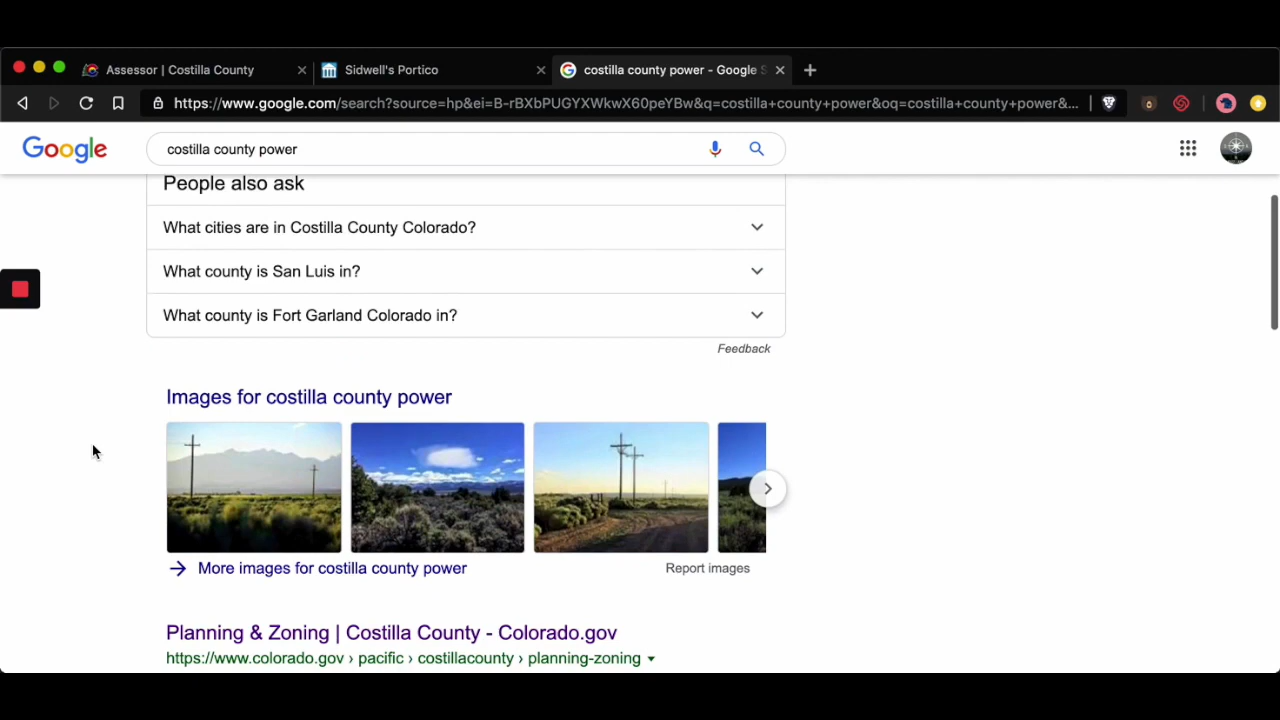 Assessor | Costilla County
Sidwell's Portico
costilla county power - Google S
https://www.google.com/search?source=hp&ei=B-rBXbPUGYXWkwX60peYBw&q=costilla+county+power&oq=costilla+county+power&...
Google
costilla county power
People also ask
What cities are in Costilla County Colorado?
What county is San Luis in?
What county is Fort Garland Colorado in?
Feedback
Images for costilla county power
More images for costilla county power
Report images
Planning & Zoning | Costilla County - Colorado.gov
https://www.colorado.gov › pacific › costillacounty › planning-zoning